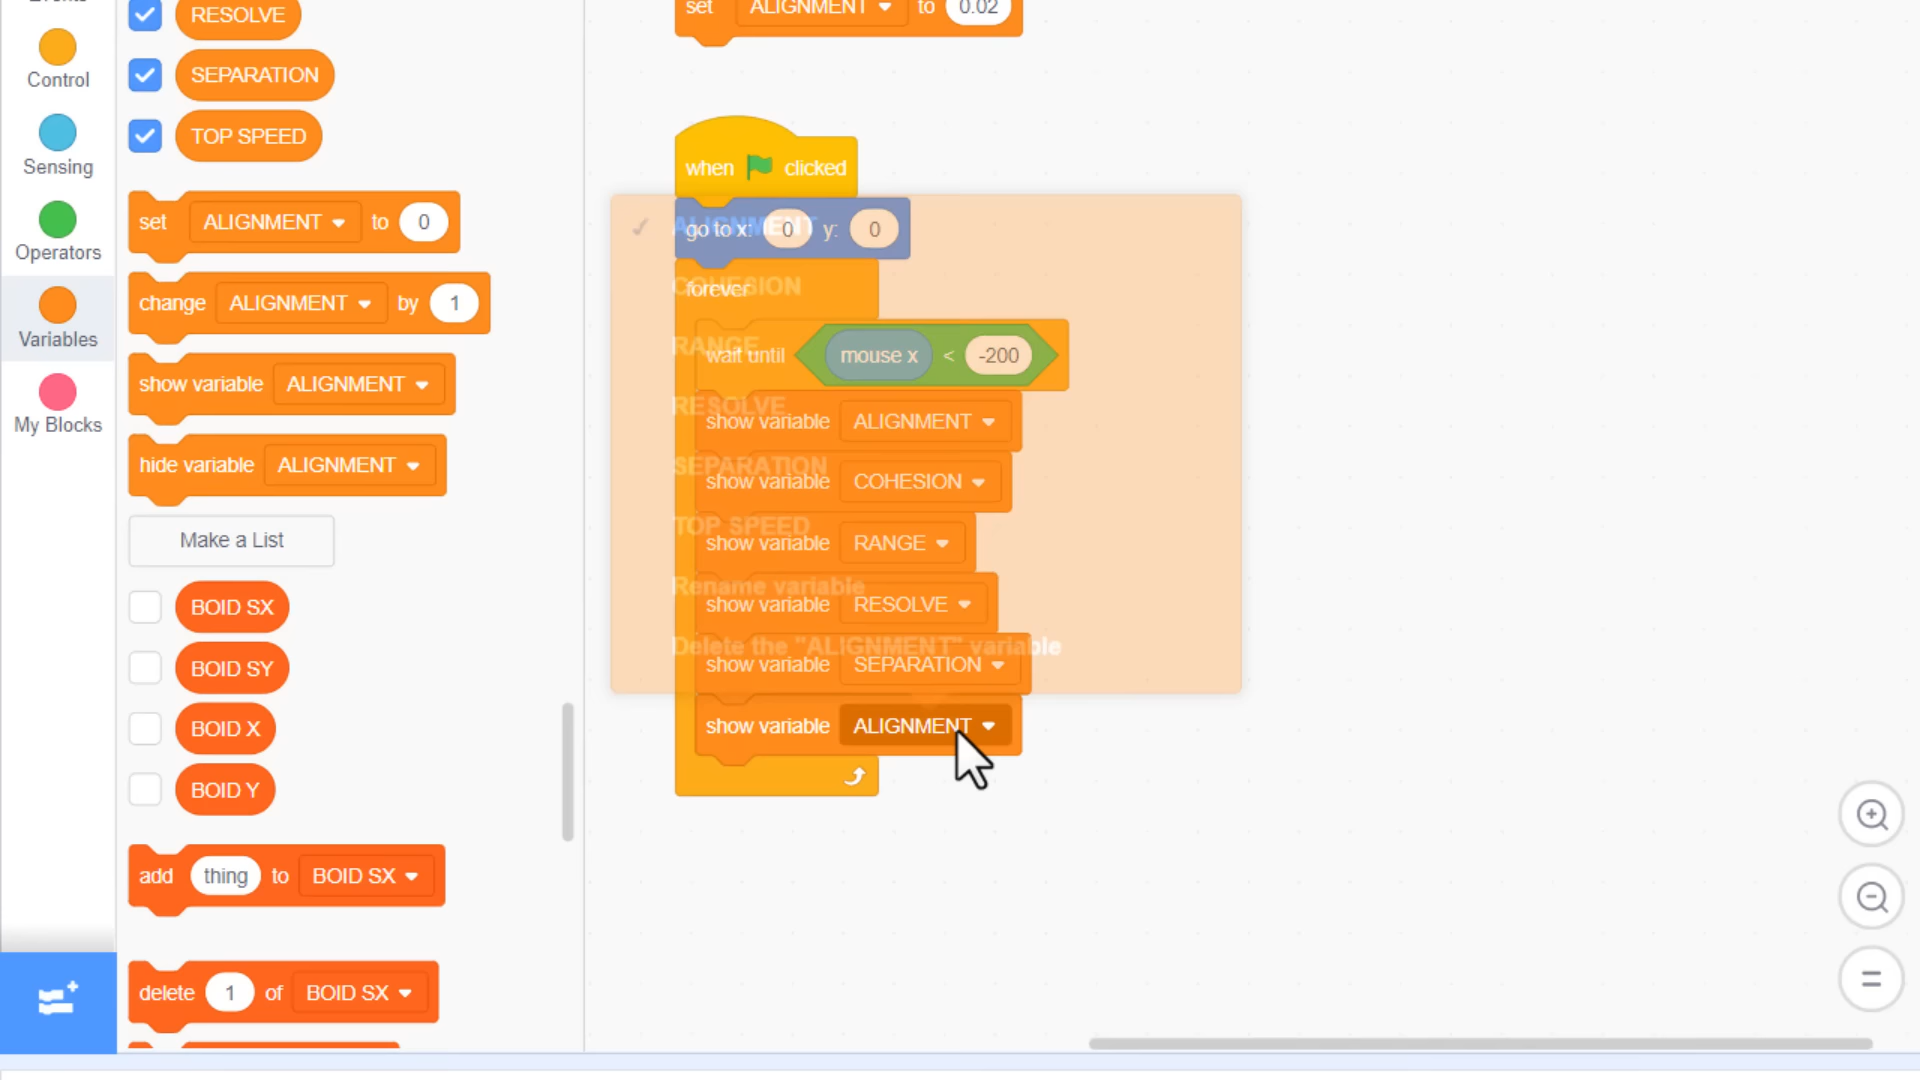 Control
Sensing
Operators
Variables
My Blocks
RESOLVE
SEPARATION
TOP SPEED
set ALIGNMENT to 0
change ALIGNMENT by 1
show variable ALIGNMENT
hide variable ALIGNMENT
Make a List
BOID SX
BOID SY
BOID X
BOID Y
add thing to BOID SX
delete 1 of BOID SX
set ALIGNMENT to 0.02
when clicked
go to x: 0 y: 0
forever
wait until mouse x < -200
show variable ALIGNMENT
show variable COHESION
show variable RANGE
show variable RESOLVE
show variable SEPARATION
show variable ALIGNMENT
ALIGNMENT
COHESION
RANGE
RESOLVE
SEPARATION
TOP SPEED
Rename variable
Delete the "ALIGNMENT" variable